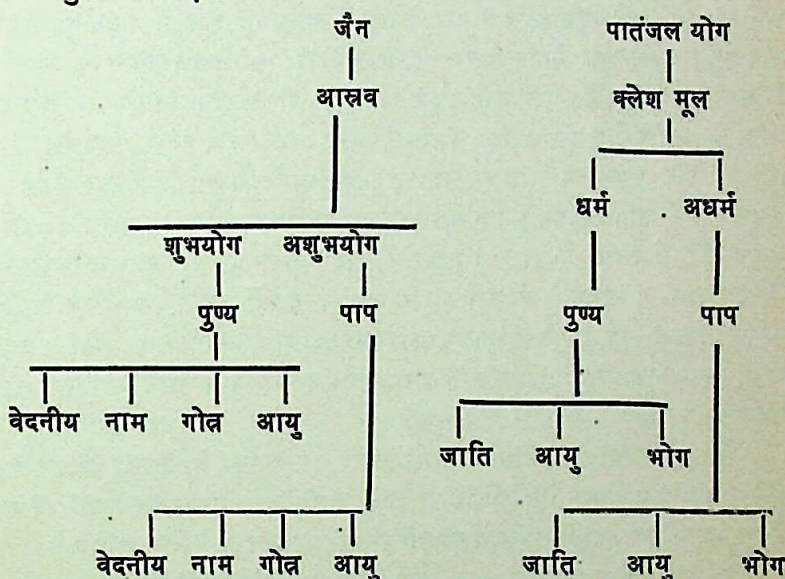 जैन पातंजल योग
आस्रव क्लेश मूल
धर्म अधर्म
शुभयोग अशुभयोग
पुण्य पाप पुण्य पाप
वेदनीय नाम गोत्र आयु
जाति आयु भोग
वेदनीय नाम गोत्र आयु जाति आयु भोग